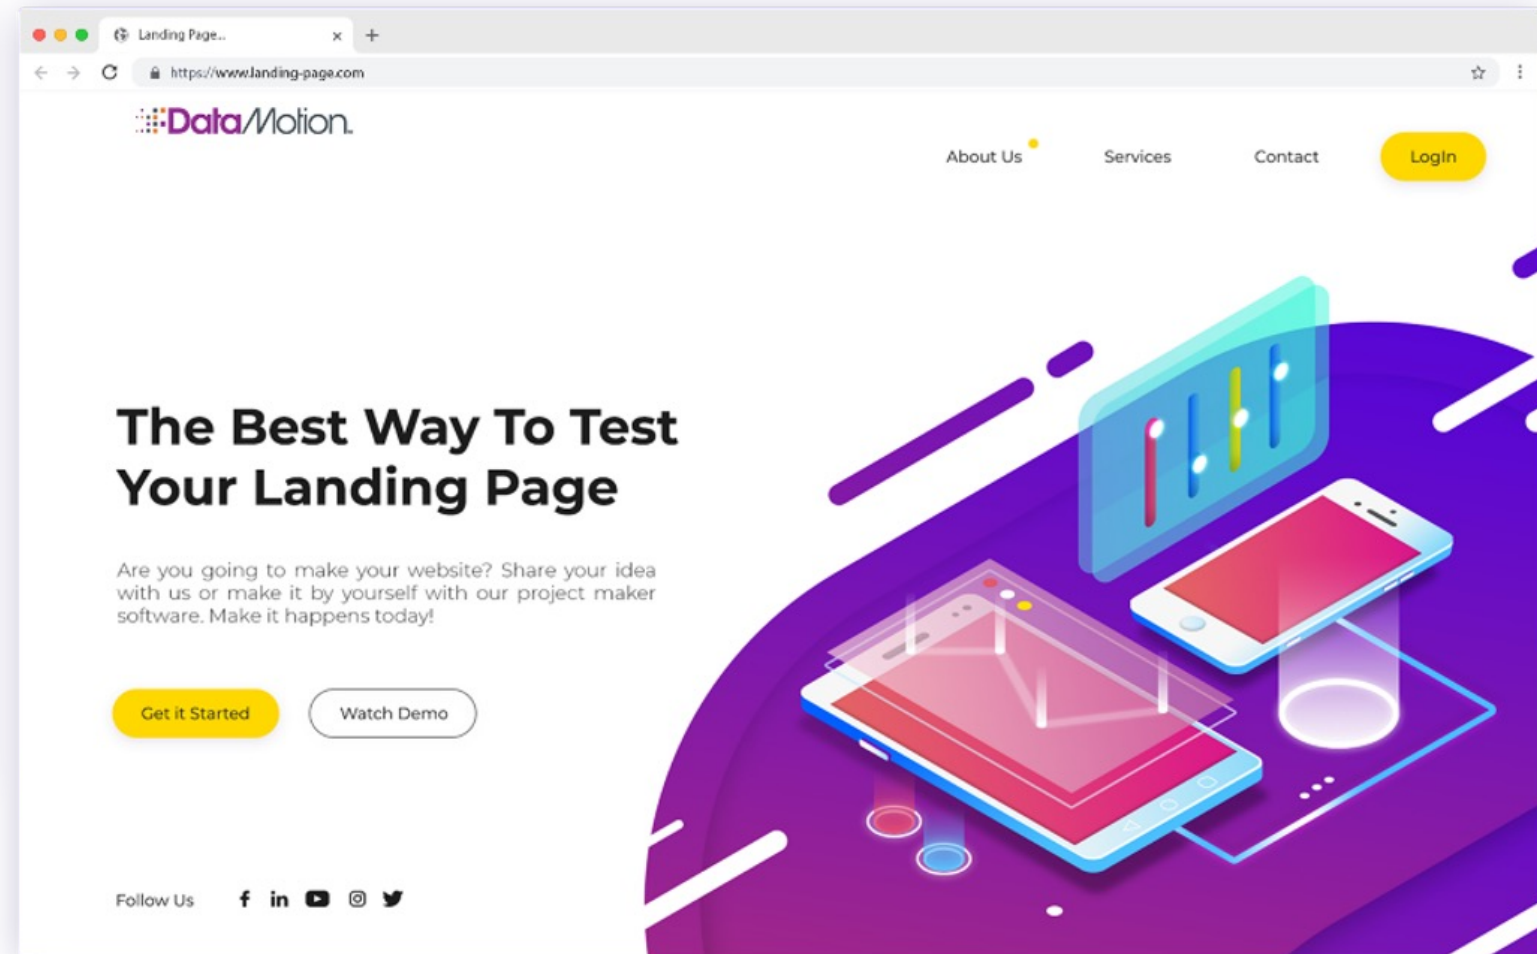 Landing Page...
https://www.landing-page.com
DataMotion
About Us
Services
Contact
LogIn
The Best Way To Test
Your Landing Page
Are you going to make your website? Share your idea
with us or make it by yourself with our project maker
software. Make it happens today!
Get it Started
Watch Demo
Follow Us